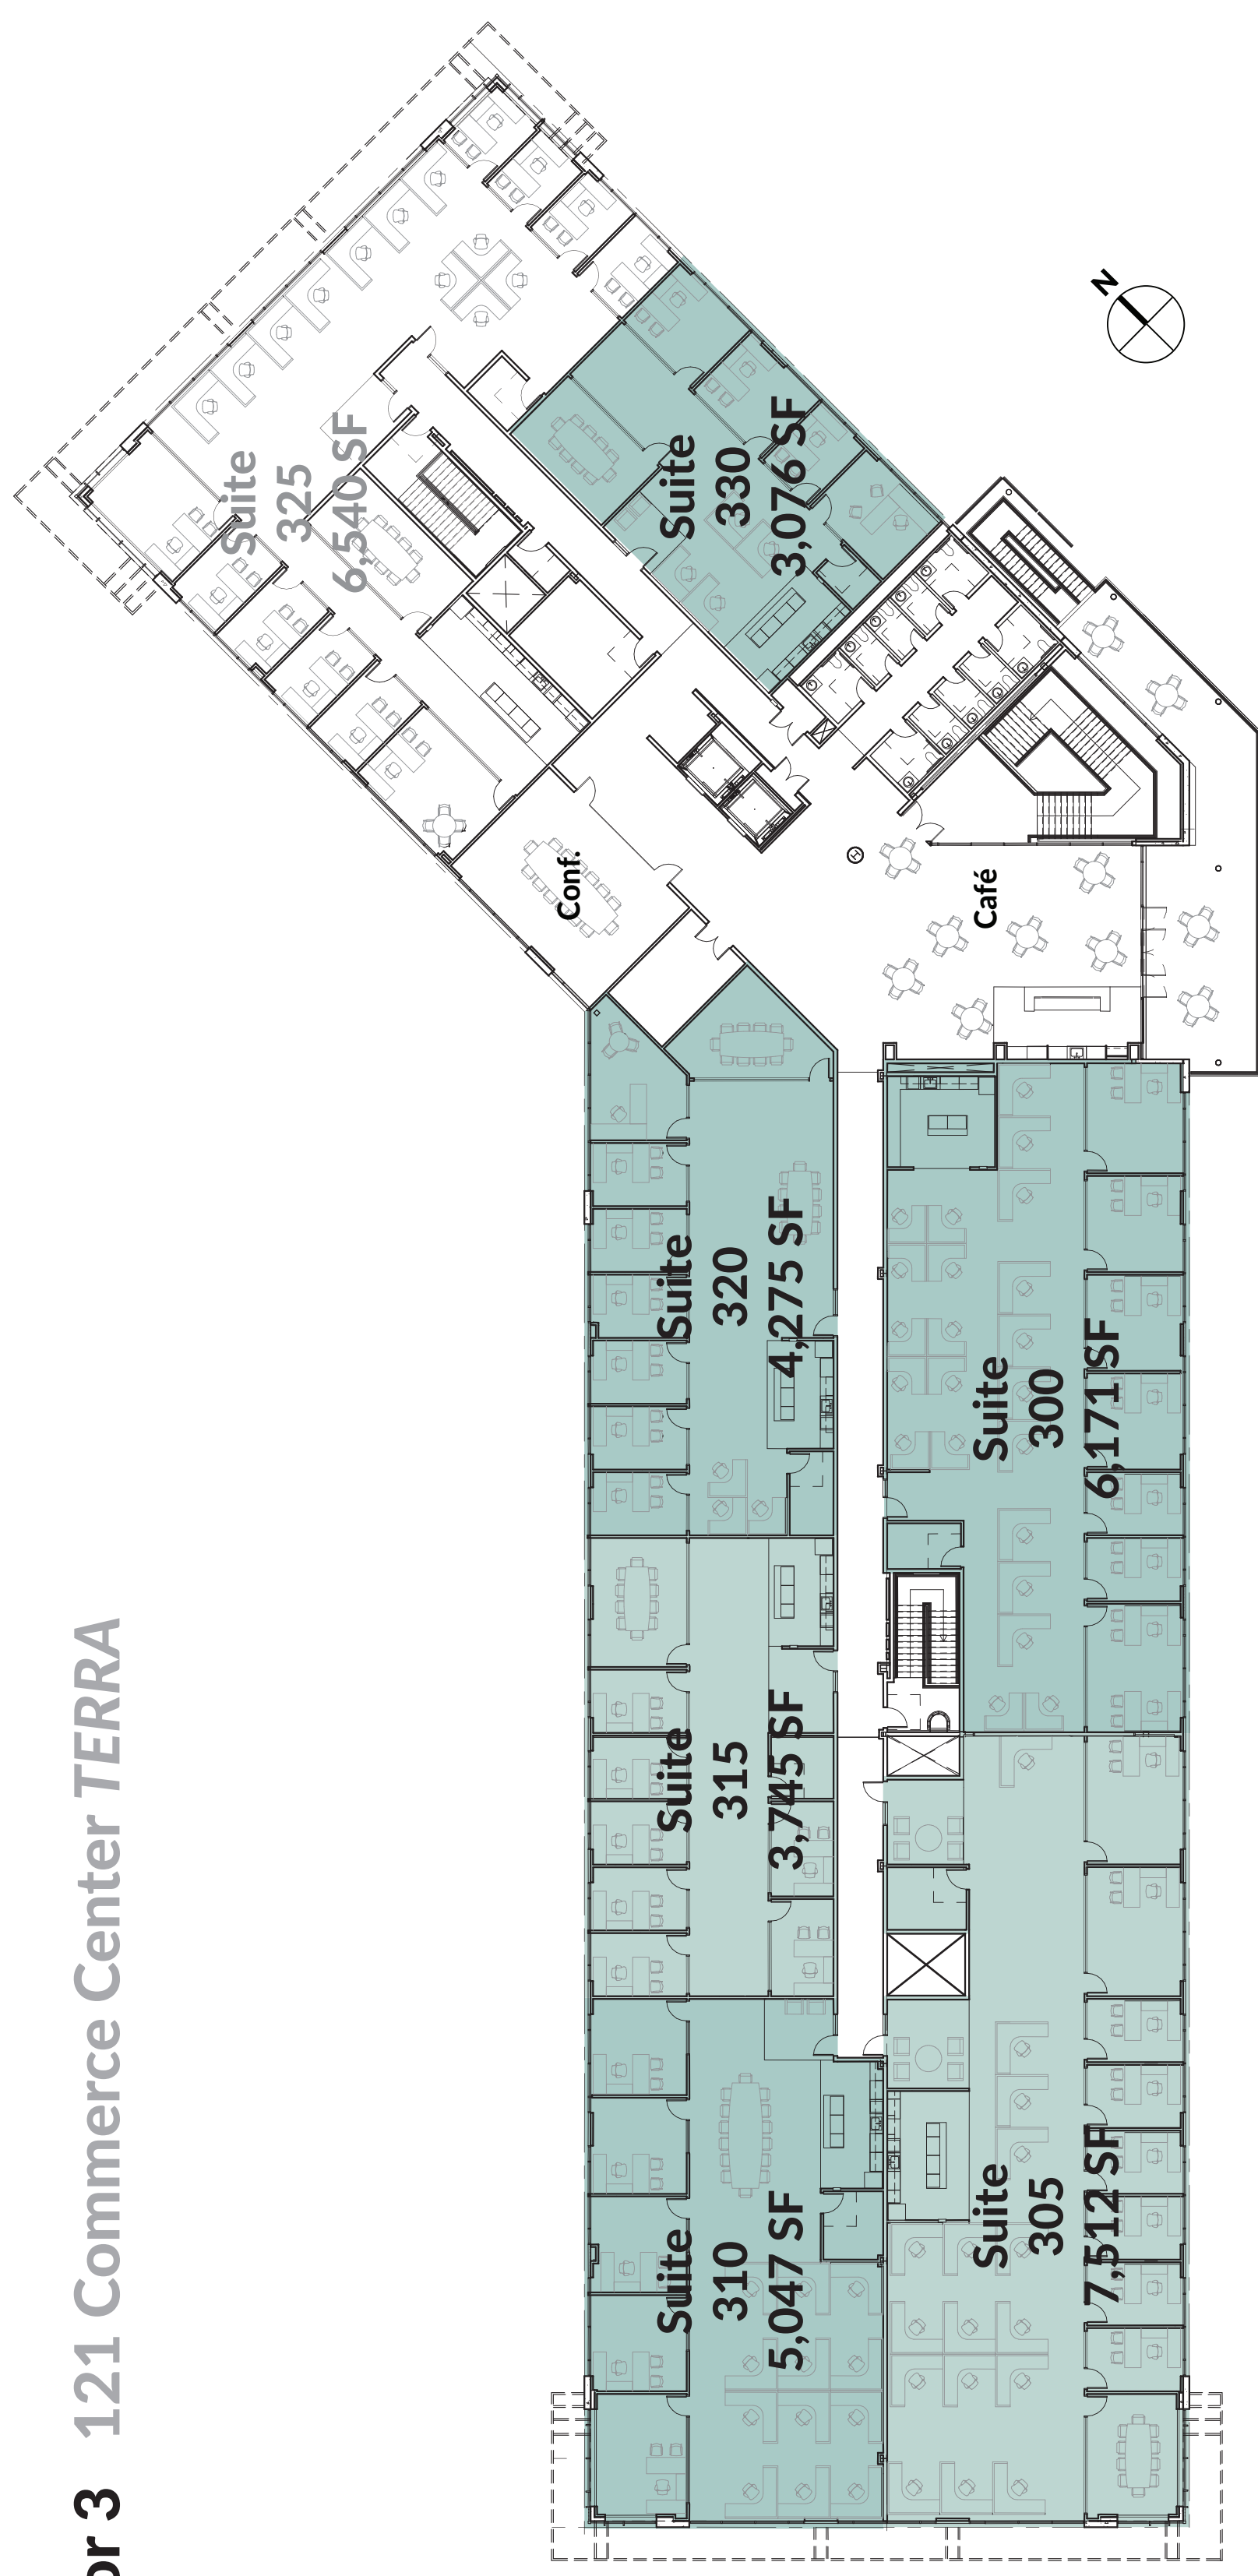 or 3 121 Commerce Center TERRA
Suite
325
6,540 SF
Suite
330
3,076 SF
N
Conf.
Café
Suite
320
4,275 SF
Suite
300
6,171 SF
Suite
315
3,745 SF
Suite
310
5,047 SF
Suite
305
7,512 SF